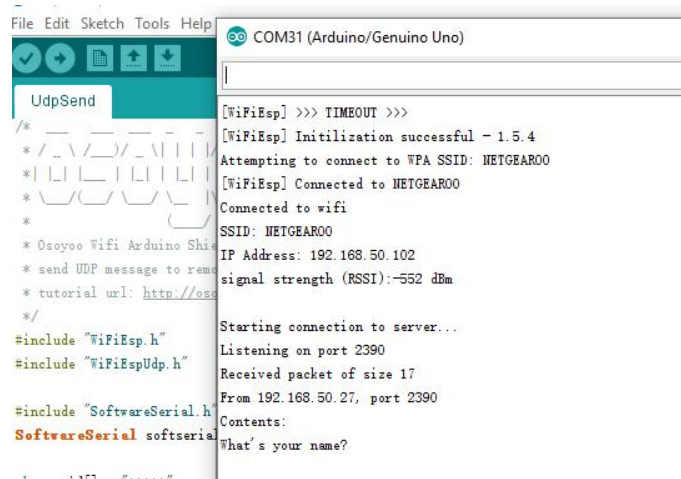 File Edit Sketch Tools Help
COM31 (Arduino/Genuino Uno)
UdpSend
[WiFiEsp] >>> TIMEOUT >>>
[WiFiEsp] Initilization successful - 1.5.4
Attempting to connect to WPA SSID: NETGEAR00
[WiFiEsp] Connected to NETGEAR00
Connected to wifi
SSID: NETGEAR00
IP Address: 192.168.50.102
signal strength (RSSI):-552 dBm
Starting connection to server...
Listening on port 2390
Received packet of size 17
From 192.168.50.27, port 2390
Contents:
What's your name?
/*
* Osoyoo Wifi Arduino Shie
* send UDP message to remo
* tutorial url: http://oso
*/
#include "WiFiEsp.h"
#include "WiFiEspUdp.h"
#include "SoftwareSerial.h"
SoftwareSerial softserial